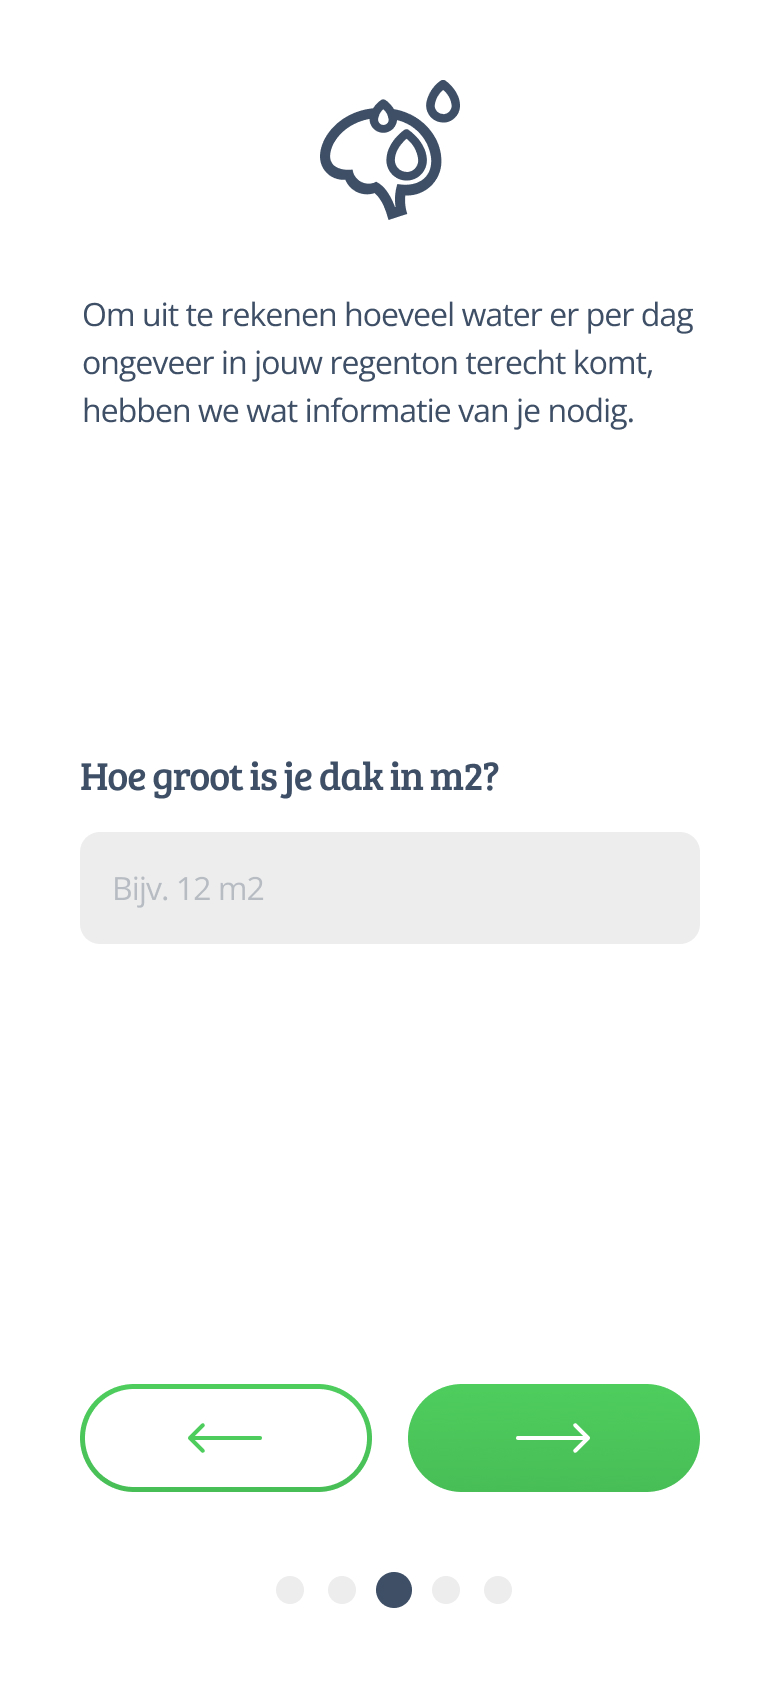 Om uit te rekenen hoeveel water er per dag
ongeveer in jouw regenton terecht komt,
hebben we wat informatie van je nodig.
Hoe groot is je dak in m2?
Bijv. 12 m2